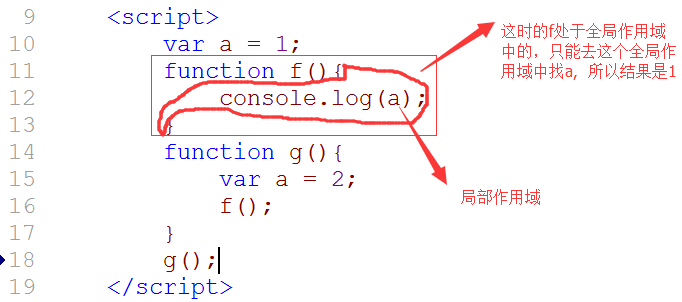 9 <script>
10 var a = 1;
11 function f(){
12 console.log(a);
13 }
14 function g(){
15 var a = 2;
16 f();
17 }
18 g();
19 </script>
这时的f处于全局作用域
中的，只能去这个全局作
用域中找a，所以结果是1
局部作用域